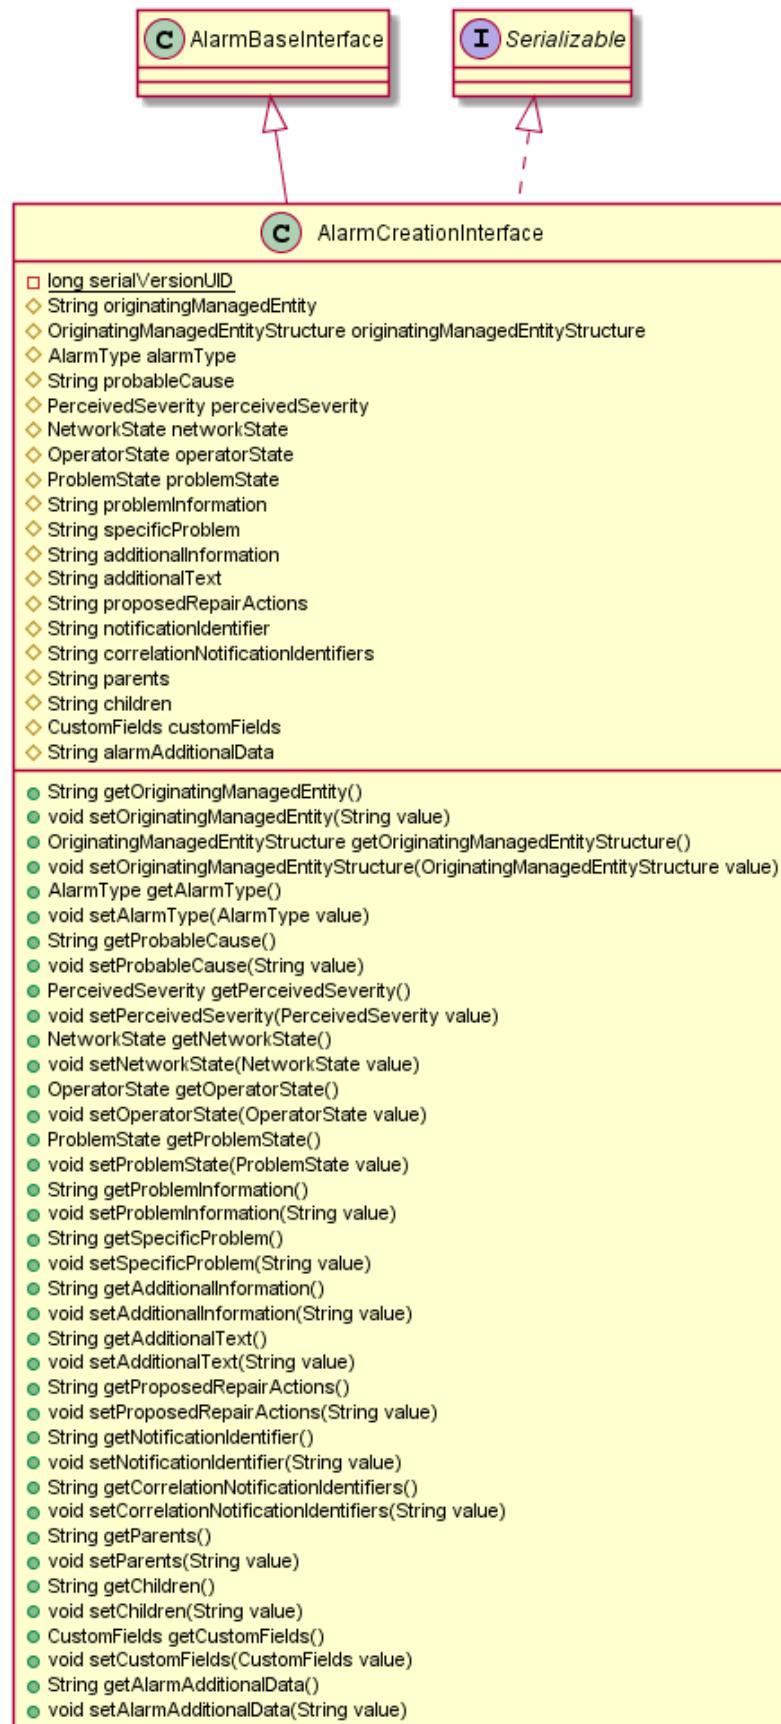 C AlarmBaseInterface
I Serializable
C AlarmCreationInterface
long serialVersionUID
String originatingManagedEntity
OriginatingManagedEntityStructure originatingManagedEntityStructure
AlarmType alarmType
String probableCause
PerceivedSeverity perceivedSeverity
NetworkState networkState
OperatorState operatorState
ProblemState problemState
String problemInformation
String specificProblem
String additionalInformation
String additionalText
String proposedRepairActions
String notificationIdentifier
String correlationNotificationIdentifiers
String parents
String children
CustomFields customFields
String alarmAdditionalData
String getOriginatingManagedEntity()
void setOriginatingManagedEntity(String value)
OriginatingManagedEntityStructure getOriginatingManagedEntityStructure()
void setOriginatingManagedEntityStructure(OriginatingManagedEntityStructure value)
AlarmType getAlarmType()
void setAlarmType(AlarmType value)
String getProbableCause()
void setProbableCause(String value)
PerceivedSeverity getPerceivedSeverity()
void setPerceivedSeverity(PerceivedSeverity value)
NetworkState getNetworkState()
void setNetworkState(NetworkState value)
OperatorState getOperatorState()
void setOperatorState(OperatorState value)
ProblemState getProblemState()
void setProblemState(ProblemState value)
String getProblemInformation()
void setProblemInformation(String value)
String getSpecificProblem()
void setSpecificProblem(String value)
String getAdditionalInformation()
void setAdditionalInformation(String value)
String getAdditionalText()
void setAdditionalText(String value)
String getProposedRepairActions()
void setProposedRepairActions(String value)
String getNotificationIdentifier()
void setNotificationIdentifier(String value)
String getCorrelationNotificationIdentifiers()
void setCorrelationNotificationIdentifiers(String value)
String getParents()
void setParents(String value)
String getChildren()
void setChildren(String value)
CustomFields getCustomFields()
void setCustomFields(CustomFields value)
String getAlarmAdditionalData()
void setAlarmAdditionalData(String value)